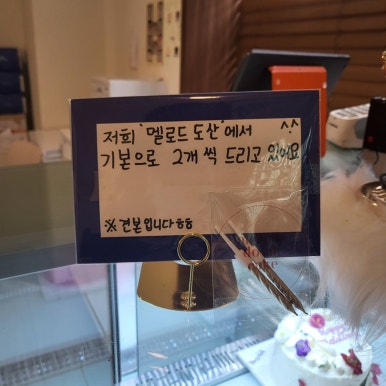 저희 '멜로드 도산'에서 ^.^
기본으로 2개 씩 드리고 있어요
※ 견본입니다ㅎㅎ